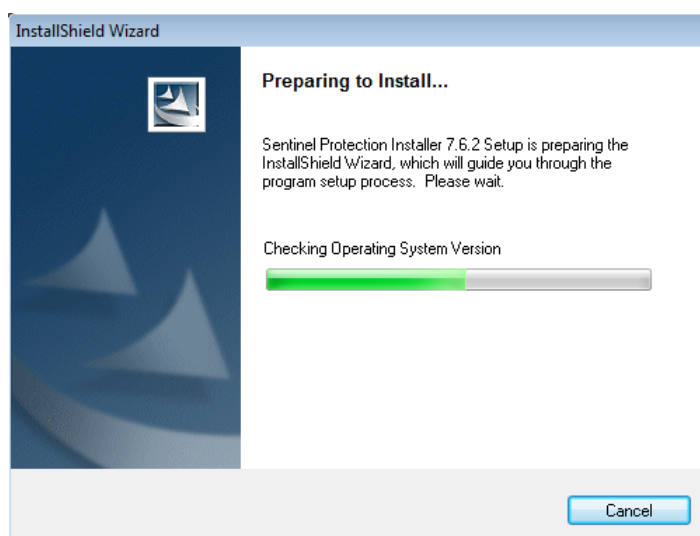 InstallShield Wizard
Preparing to Install...
Sentinel Protection Installer 7.6.2 Setup is preparing the
InstallShield Wizard, which will guide you through the
program setup process. Please wait.
Checking Operating System Version
Cancel